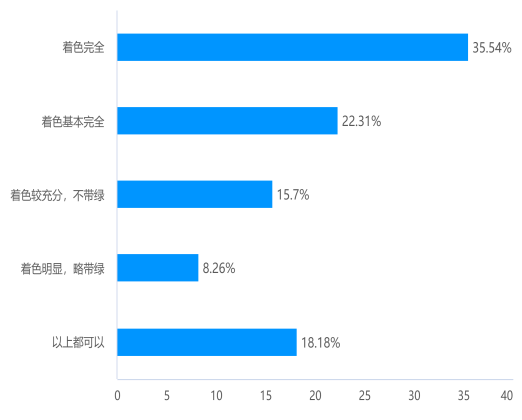 着色完全 35.54%
着色基本完全 22.31%
着色较充分，不带绿 15.7%
着色明显，略带绿 8.26%
以上都可以 18.18%
0 5 10 15 20 25 30 35 40